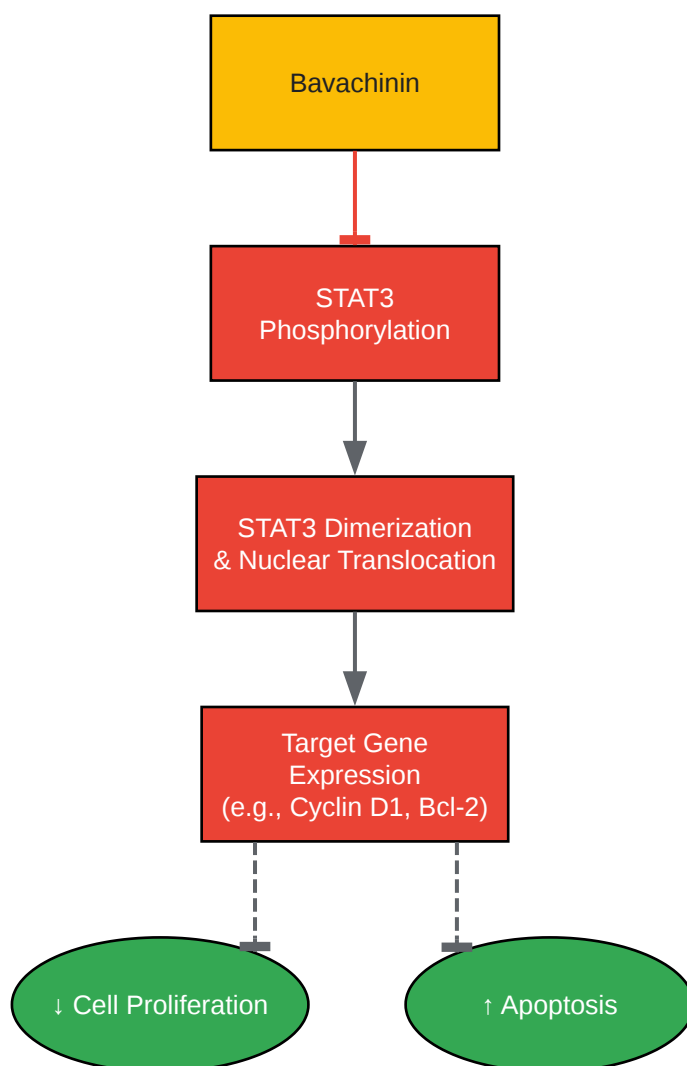 Bavachinin
STAT3
Phosphorylation
STAT3 Dimerization
& Nuclear Translocation
Target Gene
Expression
(e.g., Cyclin D1, Bcl-2)
↓ Cell Proliferation
↑ Apoptosis